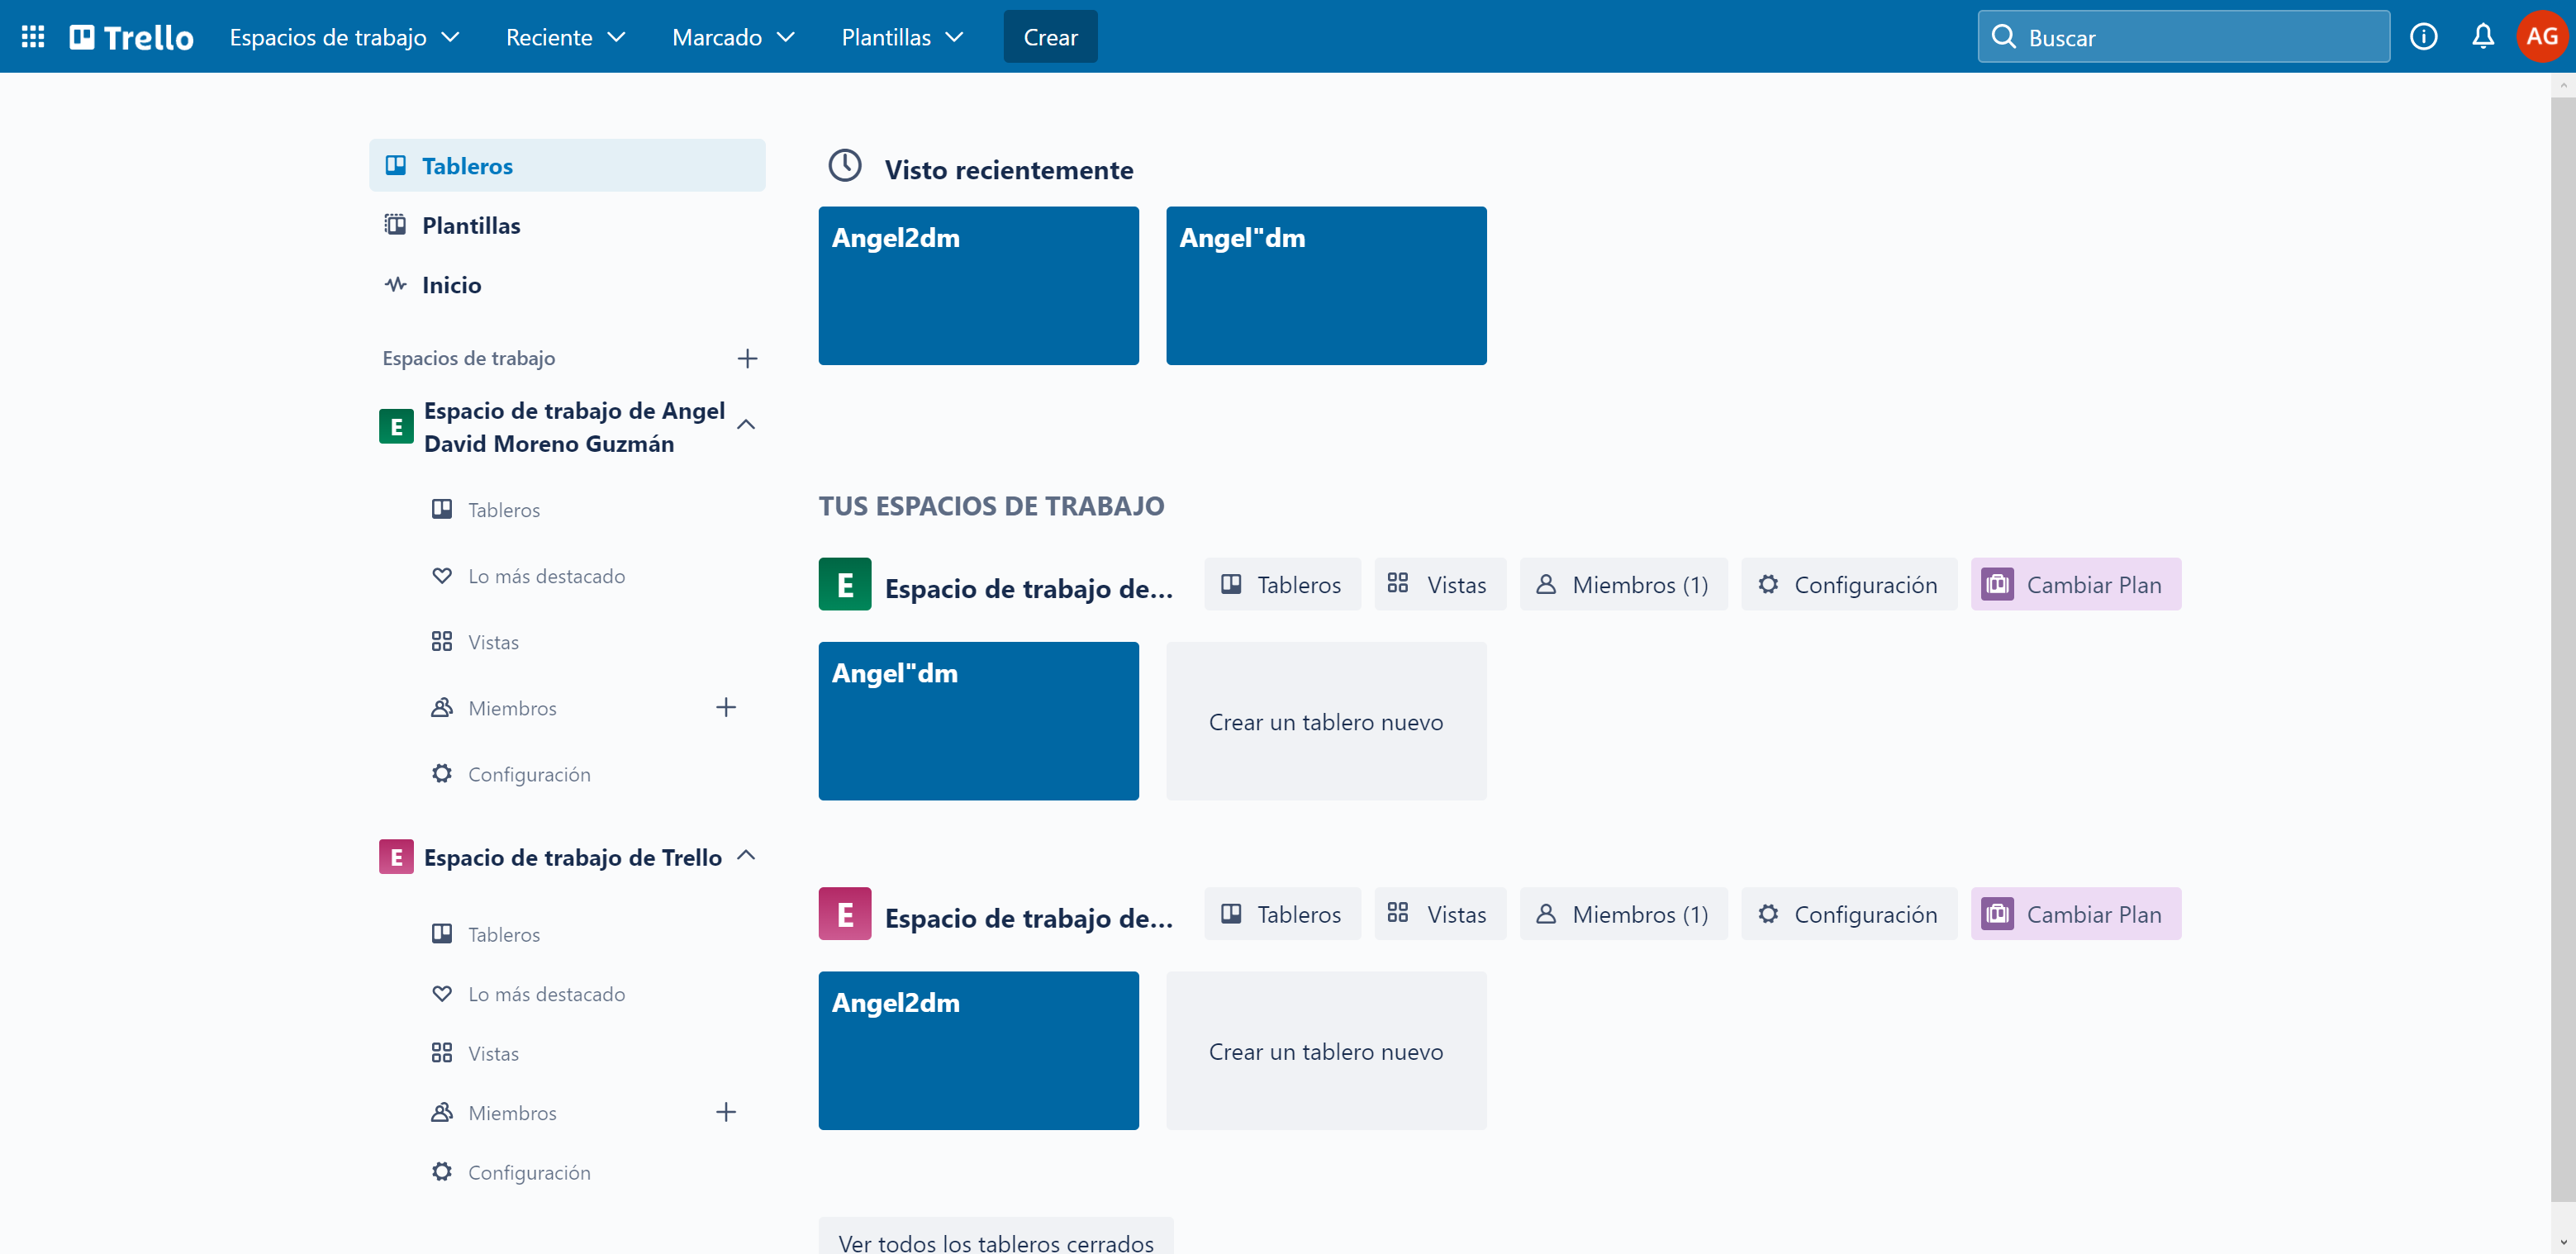 Trello
Espacios de trabajo
Reciente
Marcado
Plantillas
Crear
Buscar
AG
Tableros
Plantillas
Inicio
Espacios de trabajo
E
Espacio de trabajo de Angel
David Moreno Guzmán
Tableros
Lo más destacado
Vistas
Miembros
Configuración
E
Espacio de trabajo de Trello
Tableros
Lo más destacado
Vistas
Miembros
Configuración
Visto recientemente
Angel2dm
Angel"dm
TUS ESPACIOS DE TRABAJO
E
Espacio de trabajo de...
Tableros
Vistas
Miembros (1)
Configuración
Cambiar Plan
Angel"dm
Crear un tablero nuevo
E
Espacio de trabajo de...
Tableros
Vistas
Miembros (1)
Configuración
Cambiar Plan
Angel2dm
Crear un tablero nuevo
Ver todos los tableros cerrados